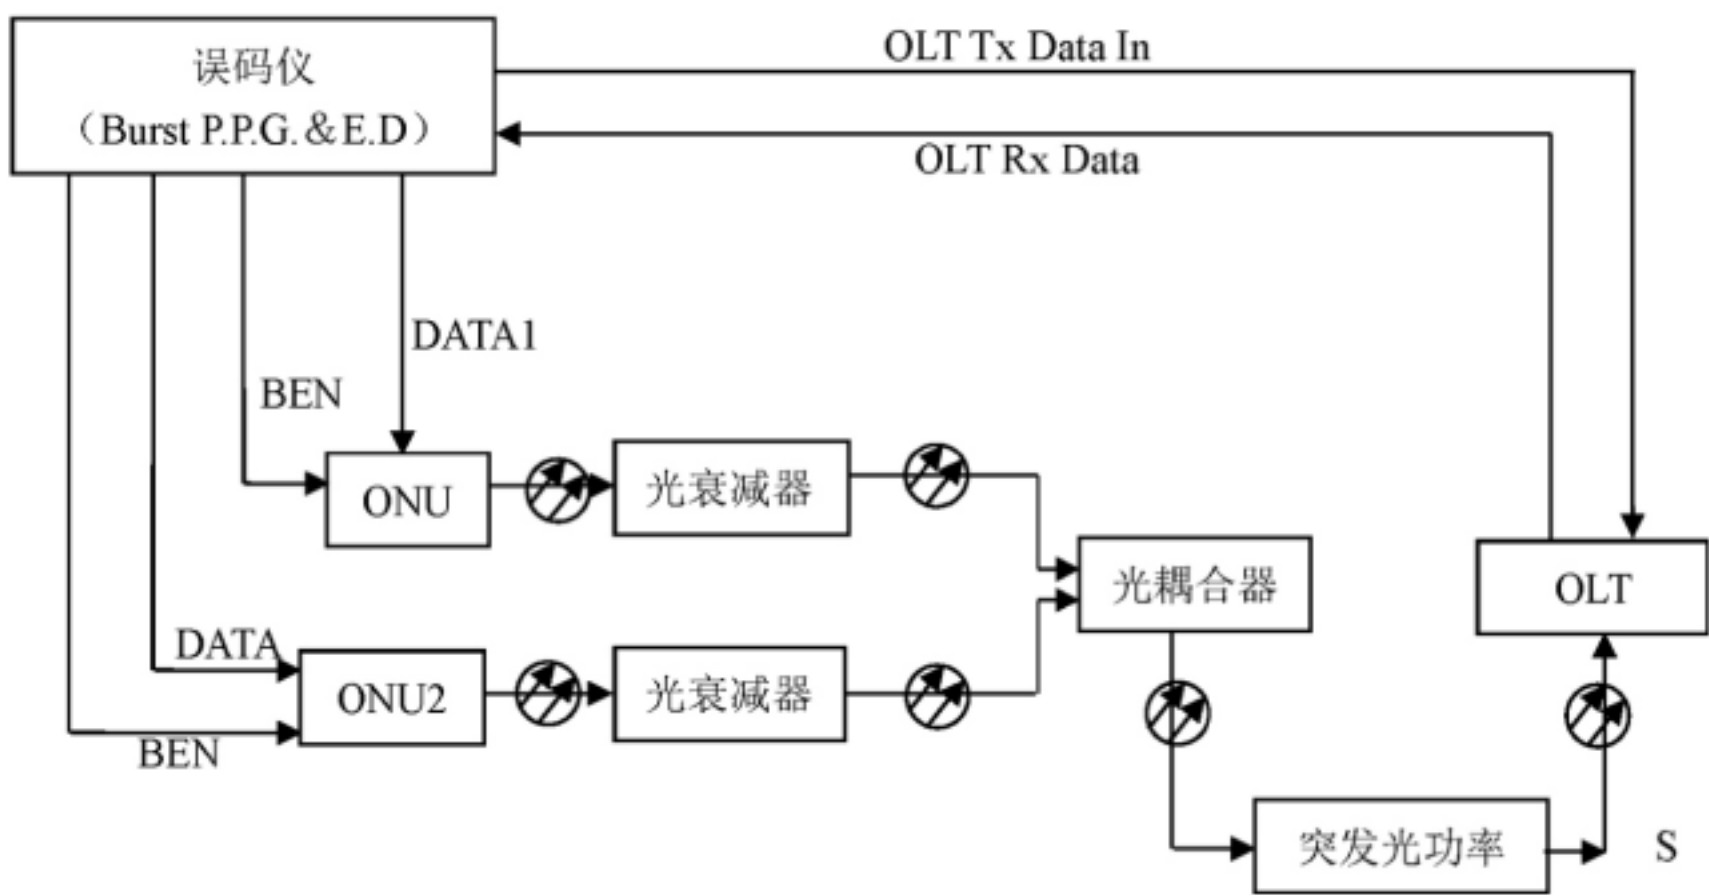 误码仪
（Burst P.P.G.＆E.D）
OLT Tx Data In
OLT Rx Data
DATA1
BEN
ONU
光衰减器
光耦合器
OLT
DATA
ONU2
光衰减器
BEN
突发光功率
S